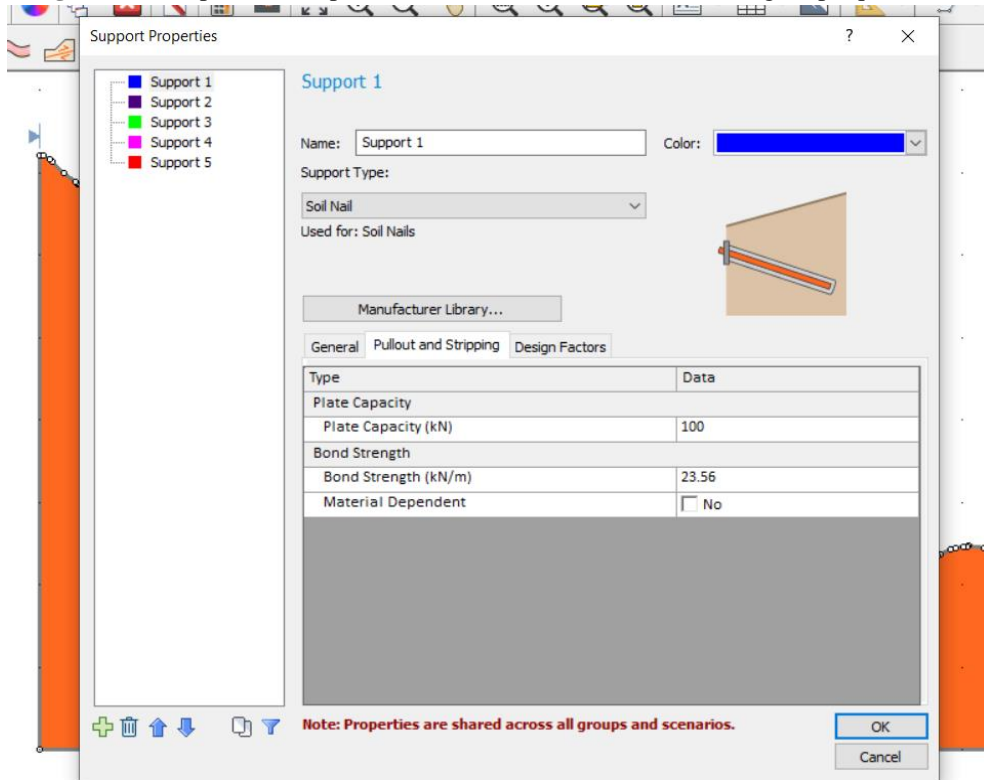 Support Properties
?
Support 1
Support 2
Support 3
Support 4
Support 5
Support 1
Name: Support 1 Color:
Support Type:
Soil Nail
Used for: Soil Nails
Manufacturer Library...
General Pullout and Stripping Design Factors
Type Data
Plate Capacity
Plate Capacity (kN) 100
Bond Strength
Bond Strength (kN/m) 23.56
Material Dependent No
Note: Properties are shared across all groups and scenarios.
OK
Cancel